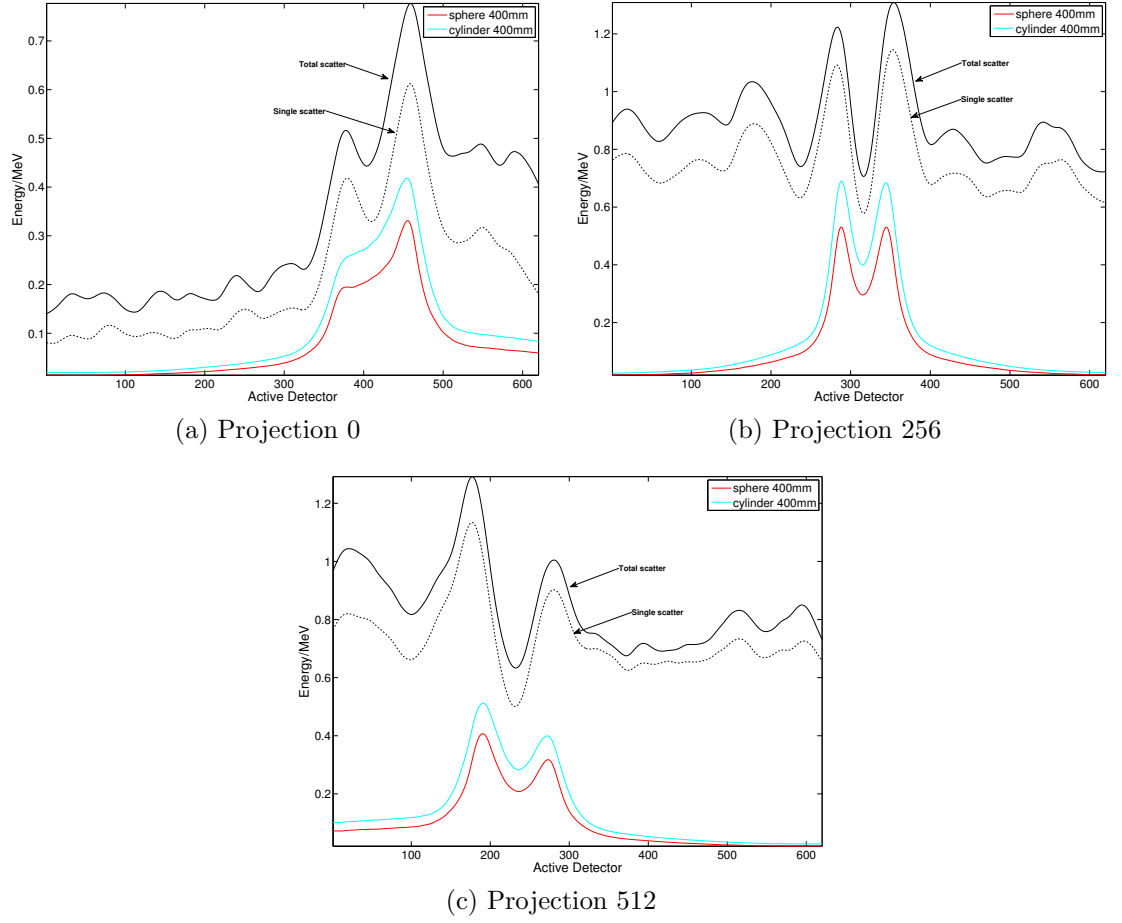 sphere 400mm
cylinder 400mm
Total scatter
Single scatter
Energy/MeV
0.7
0.6
0.5
0.4
0.3
0.2
0.1
100 200 300 400 500 600
Active Detector
(a) Projection 0
sphere 400mm
cylinder 400mm
Total scatter
Single scatter
Energy/MeV
1.2
1
0.8
0.6
0.4
0.2
100 200 300 400 500 600
Active Detector
(b) Projection 256
sphere 400mm
cylinder 400mm
Total scatter
Single scatter
Energy/MeV
1.2
1
0.8
0.6
0.4
0.2
100 200 300 400 500 600
Active Detector
(c) Projection 512